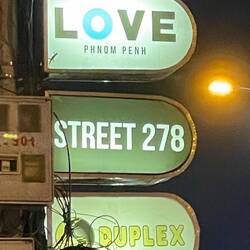 LOVE
PHNOM PENH
STREET 278
DUPLEX